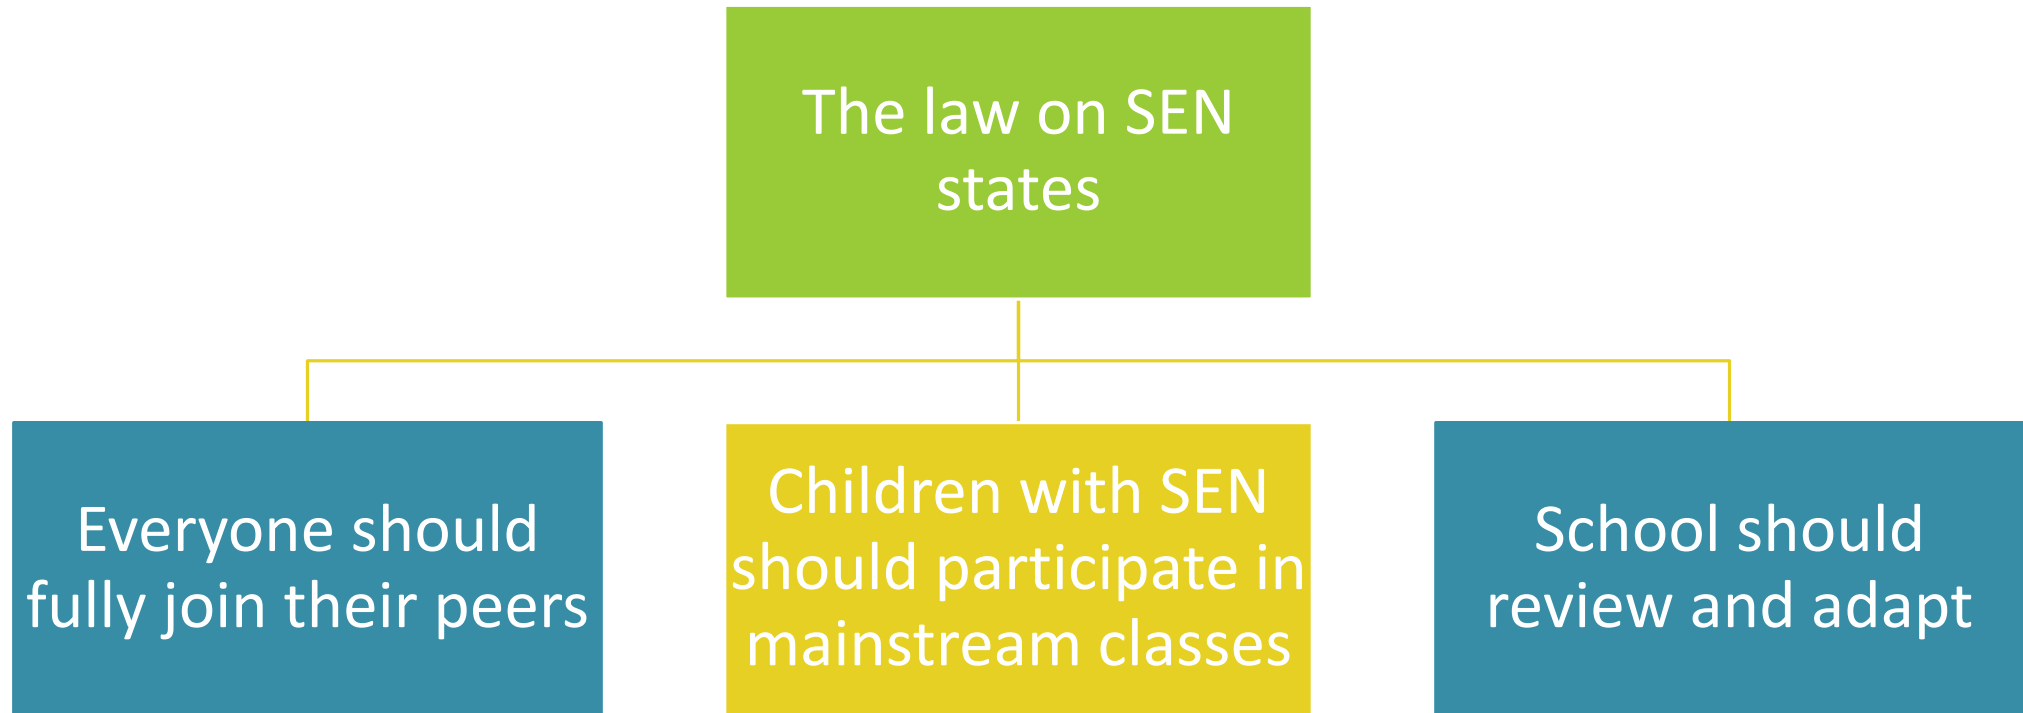 The law on SEN
states
Everyone should
fully join their peers
Children with SEN
should participate in
mainstream classes
School should
review and adapt